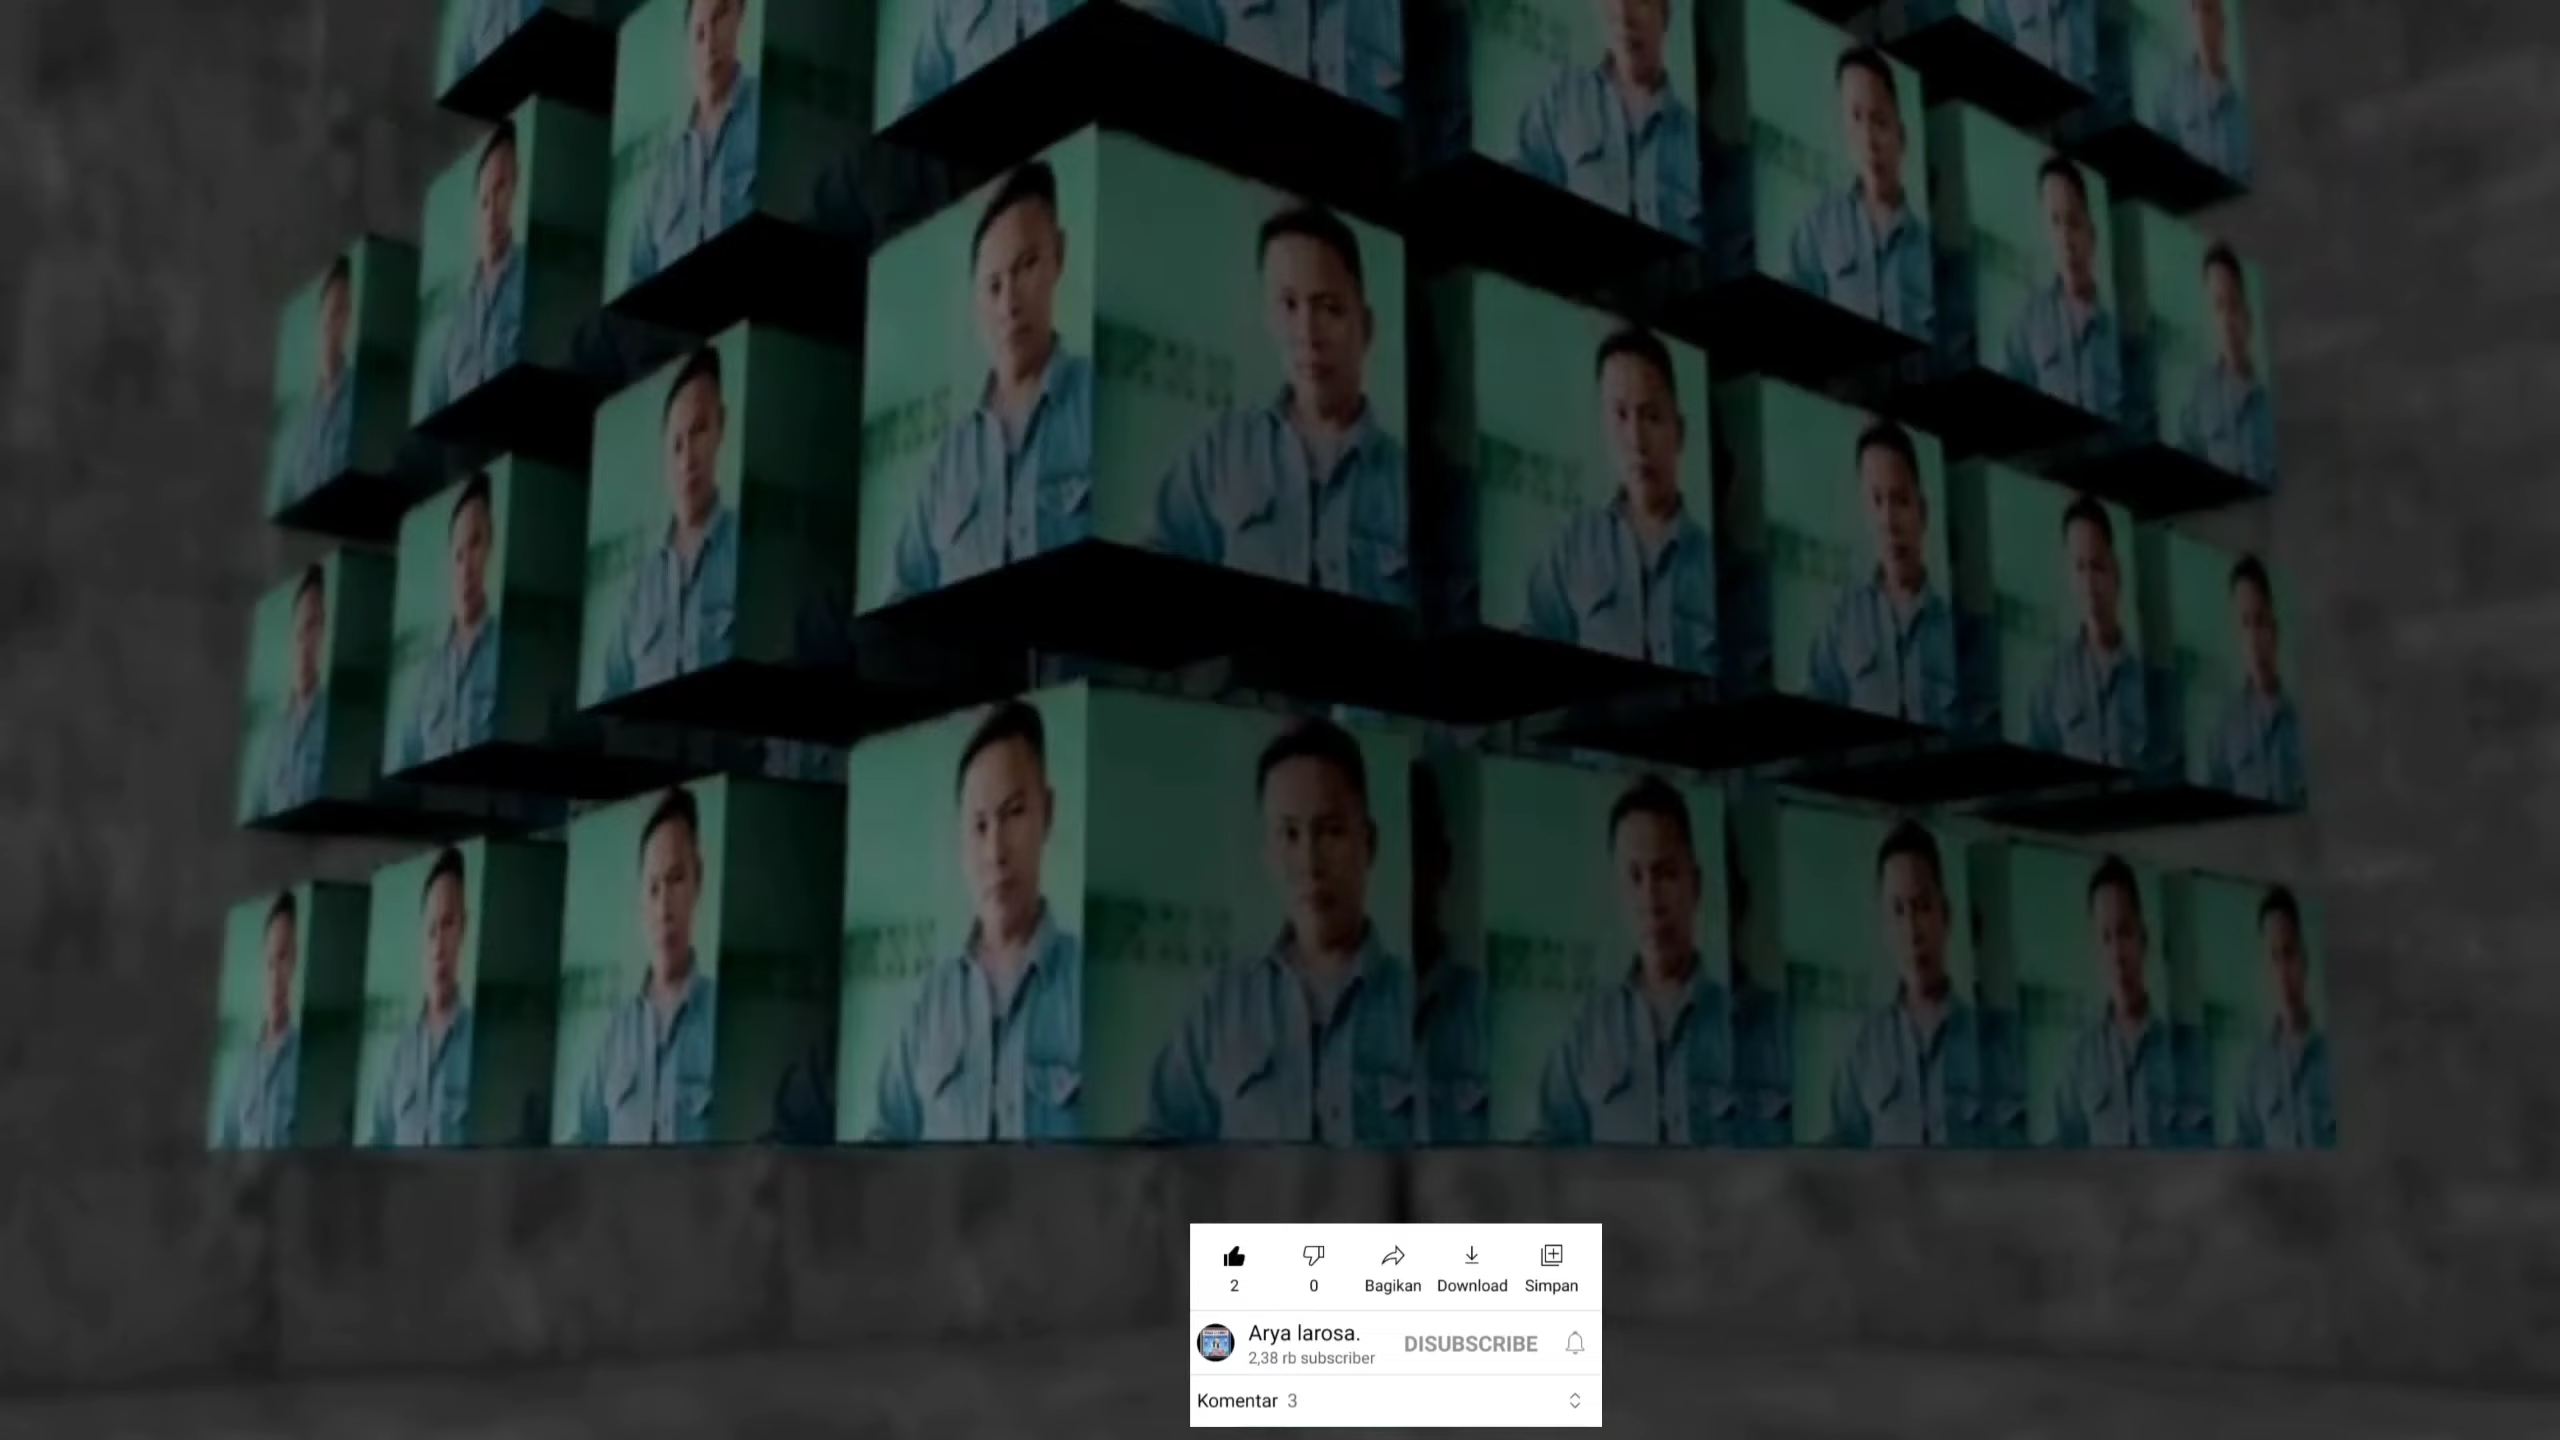 2
0
Bagikan
Download
Simpan
Arya larosa.
DISUBSCRIBE
2,38 rb subscriber
Komentar 3